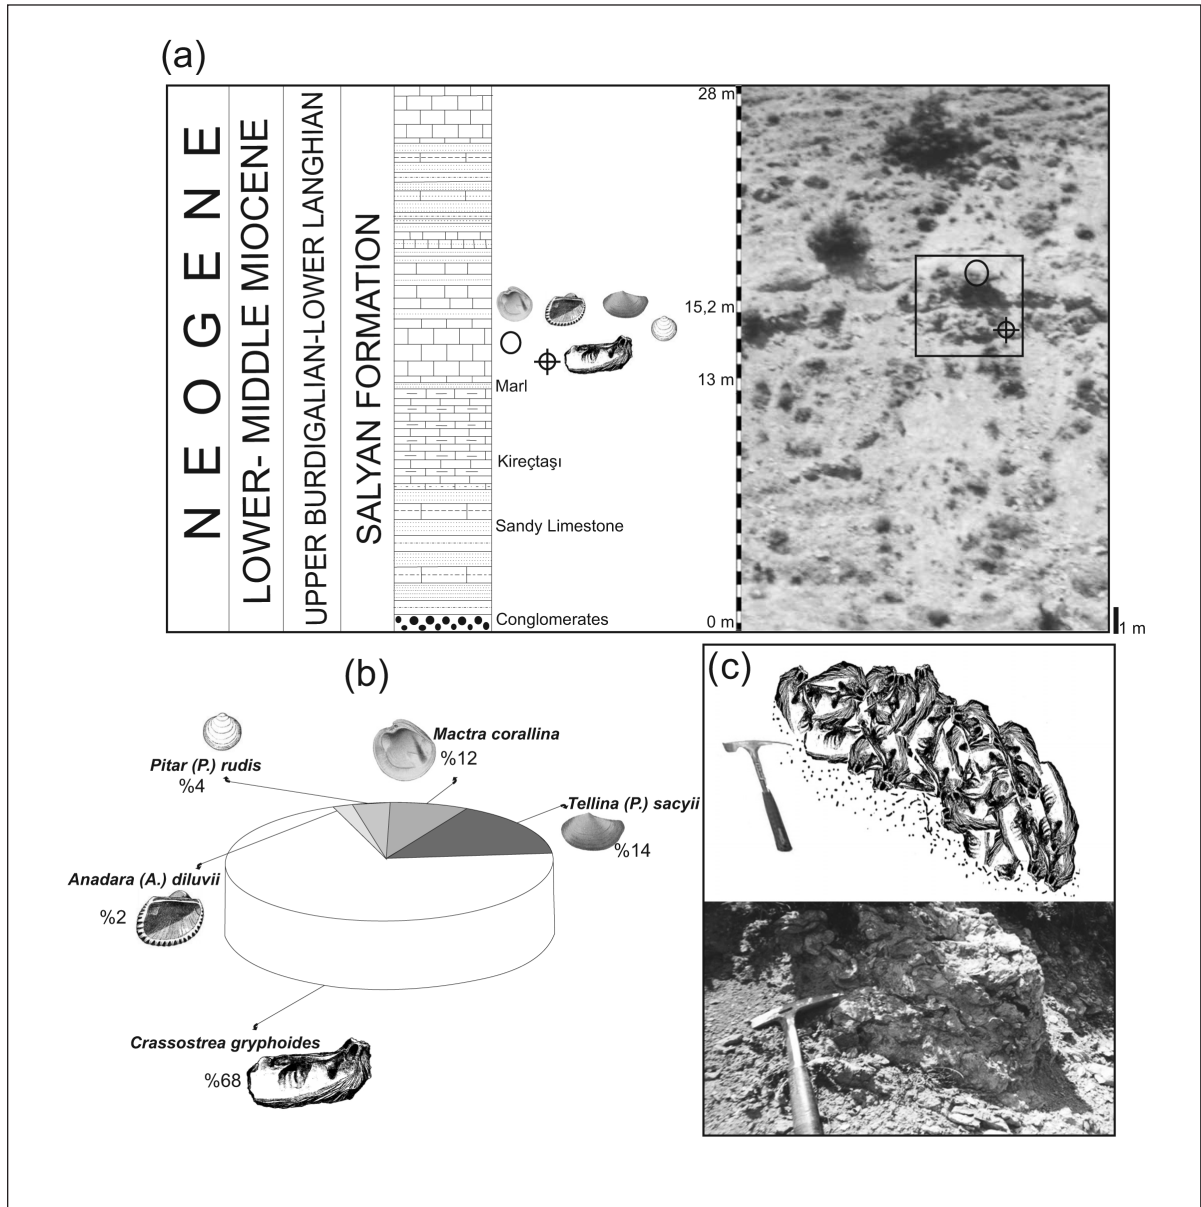 (a)
NEOGENE
LOWER- MIDDLE MIOCENE
UPPER BURDIGALIAN-LOWER LANGHIAN
SALYAN FORMATION
28 m
15,2 m
13 m
Marl
Kireçtaşı
Sandy Limestone
Conglomerates
0 m
1 m
(b)
Pitar (P.) rudis
%4
Mactra corallina
%12
Tellina (P.) sacyii
%14
Anadara (A.) diluvii
%2
Crassostrea gryphoides
%68
(c)